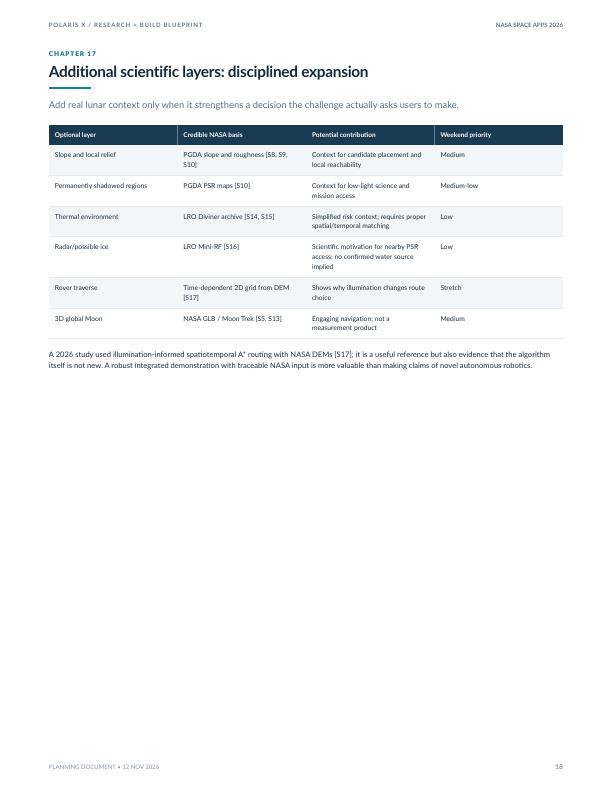 POLARIS X / RESEARCH + BUILD BLUEPRINT
NASA SPACE APPS 2026
CHAPTER 17
Additional scientific layers: disciplined expansion
Add real lunar context only when it strengthens a decision the challenge actually asks users to make.
Optional layer
Credible NASA basis
Potential contribution
Weekend priority
Slope and local relief
PGDA slope and roughness [S8, S9,
S10]
Context for candidate placement and
local reachability
Medium
Permanently shadowed regions
PGDA PSR maps [S10]
Context for low-light science and
mission access
Medium-low
Thermal environment
LRO Diviner archive [S14, S15]
Simplified risk context; requires proper
spatial/temporal matching
Low
Radar/possible ice
LRO Mini-RF [S16]
Scientific motivation for nearby PSR
access; no confirmed water source
implied
Low
Rover traverse
Time-dependent 2D grid from DEM
[S17]
Shows why illumination changes route
choice
Stretch
3D global Moon
NASA GLB / Moon Trek [S5, S13]
Engaging navigation; not a
measurement product
Medium
A 2026 study used illumination-informed spatiotemporal A* routing with NASA DEMs [S17]; it is a useful reference but also evidence that the algorithm
itself is not new. A robust integrated demonstration with traceable NASA input is more valuable than making claims of novel autonomous robotics.
PLANNING DOCUMENT • 12 NOV 2026
18